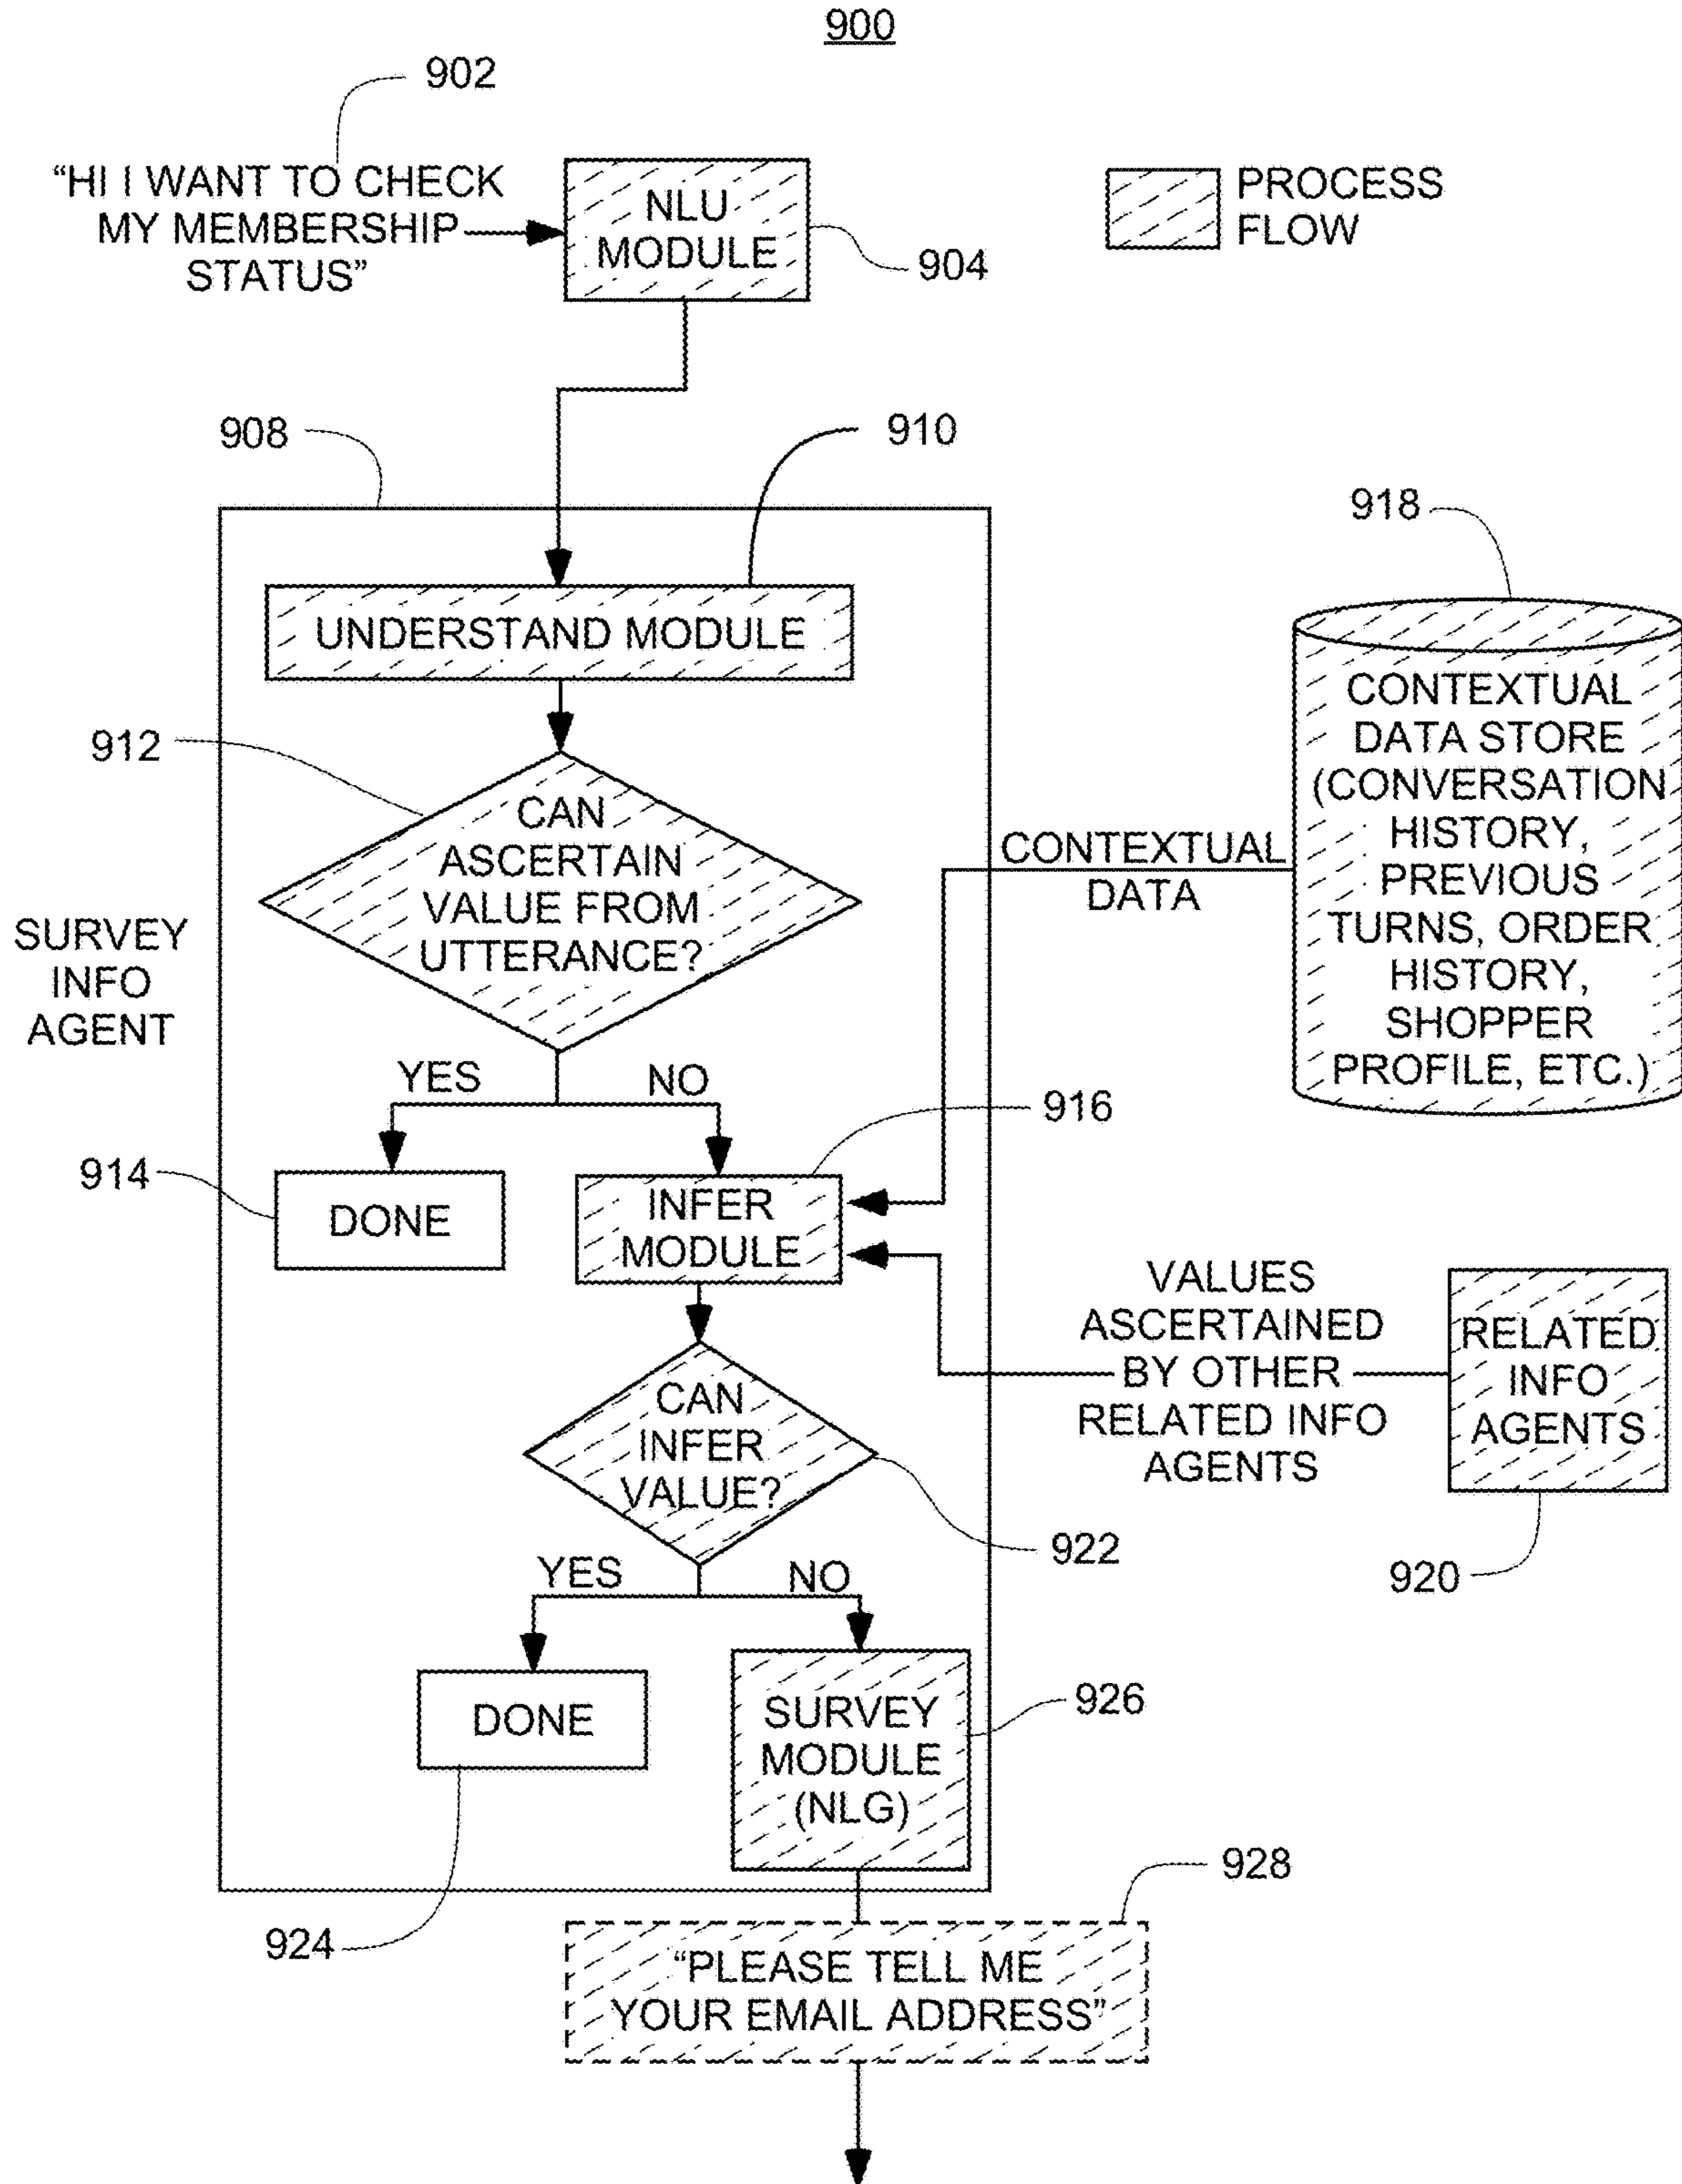 900
902
“HI I WANT TO CHECK
MY MEMBERSHIP
STATUS”
NLU
MODULE
904
PROCESS
FLOW
908
910
UNDERSTAND MODULE
912
CAN
ASCERTAIN
VALUE FROM
UTTERANCE?
SURVEY
INFO
AGENT
918
CONTEXTUAL
DATA STORE
(CONVERSATION
HISTORY,
PREVIOUS
TURNS, ORDER
HISTORY,
SHOPPER
PROFILE, ETC.)
CONTEXTUAL
DATA
YES
NO
914
DONE
916
INFER
MODULE
VALUES
ASCERTAINED
BY OTHER
RELATED INFO
AGENTS
RELATED
INFO
AGENTS
920
CAN
INFER
VALUE?
922
YES
NO
DONE
924
SURVEY
MODULE
(NLG)
926
928
“PLEASE TELL ME
YOUR EMAIL ADDRESS”